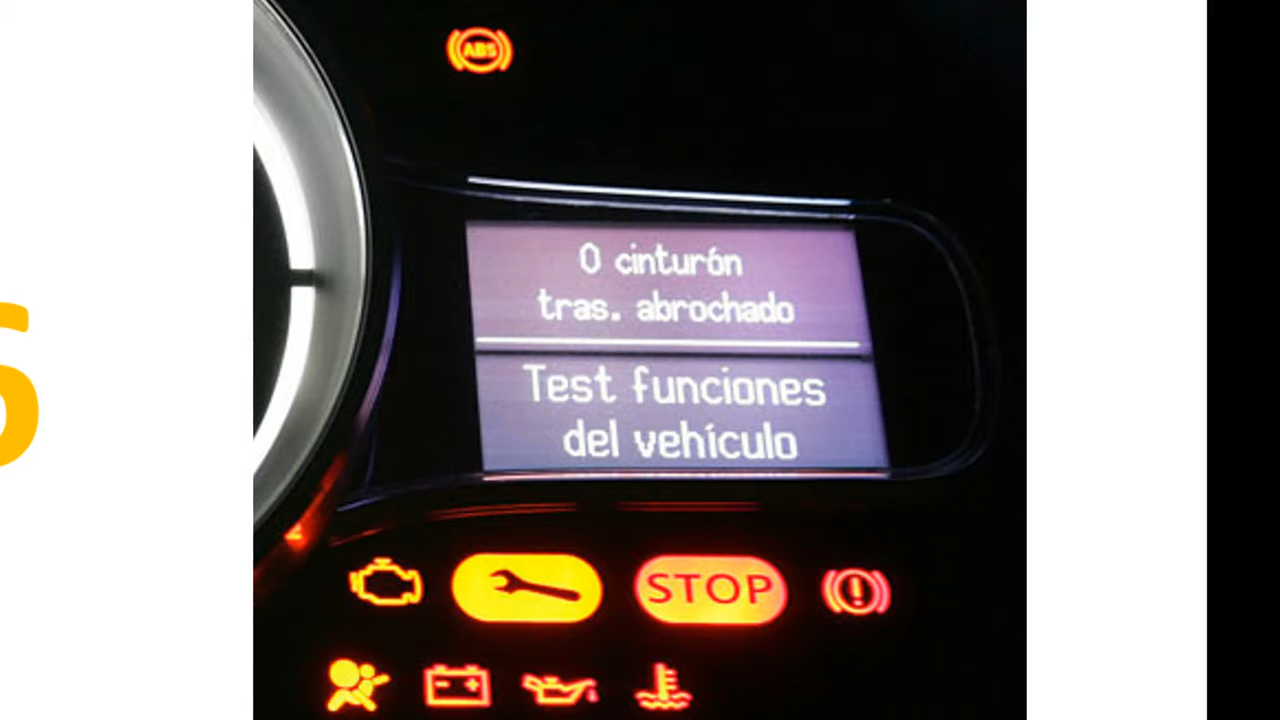 ABS
0 cinturón
tras. abrochado
Test funciones
del vehículo
STOP